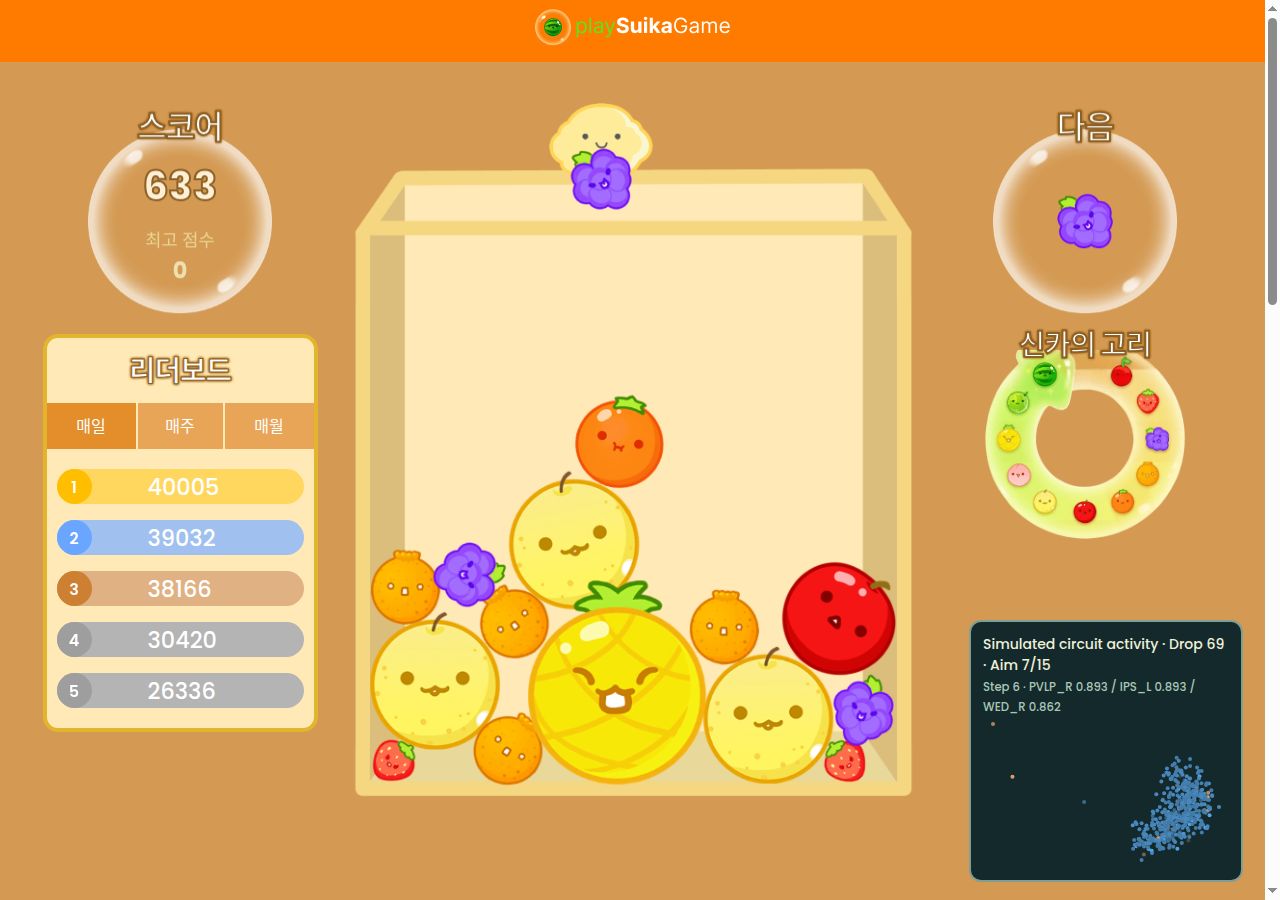 playSuikaGame
스코어
633
최고 점수
0
다음
신카의 고리
리더보드
매일 매주 매월
1 40005
2 39032
3 38166
4 30420
5 26336
Simulated circuit activity · Drop 69
· Aim 7/15
Step 6 · PVLP_R 0.893 / IPS_L 0.893 /
WED_R 0.862